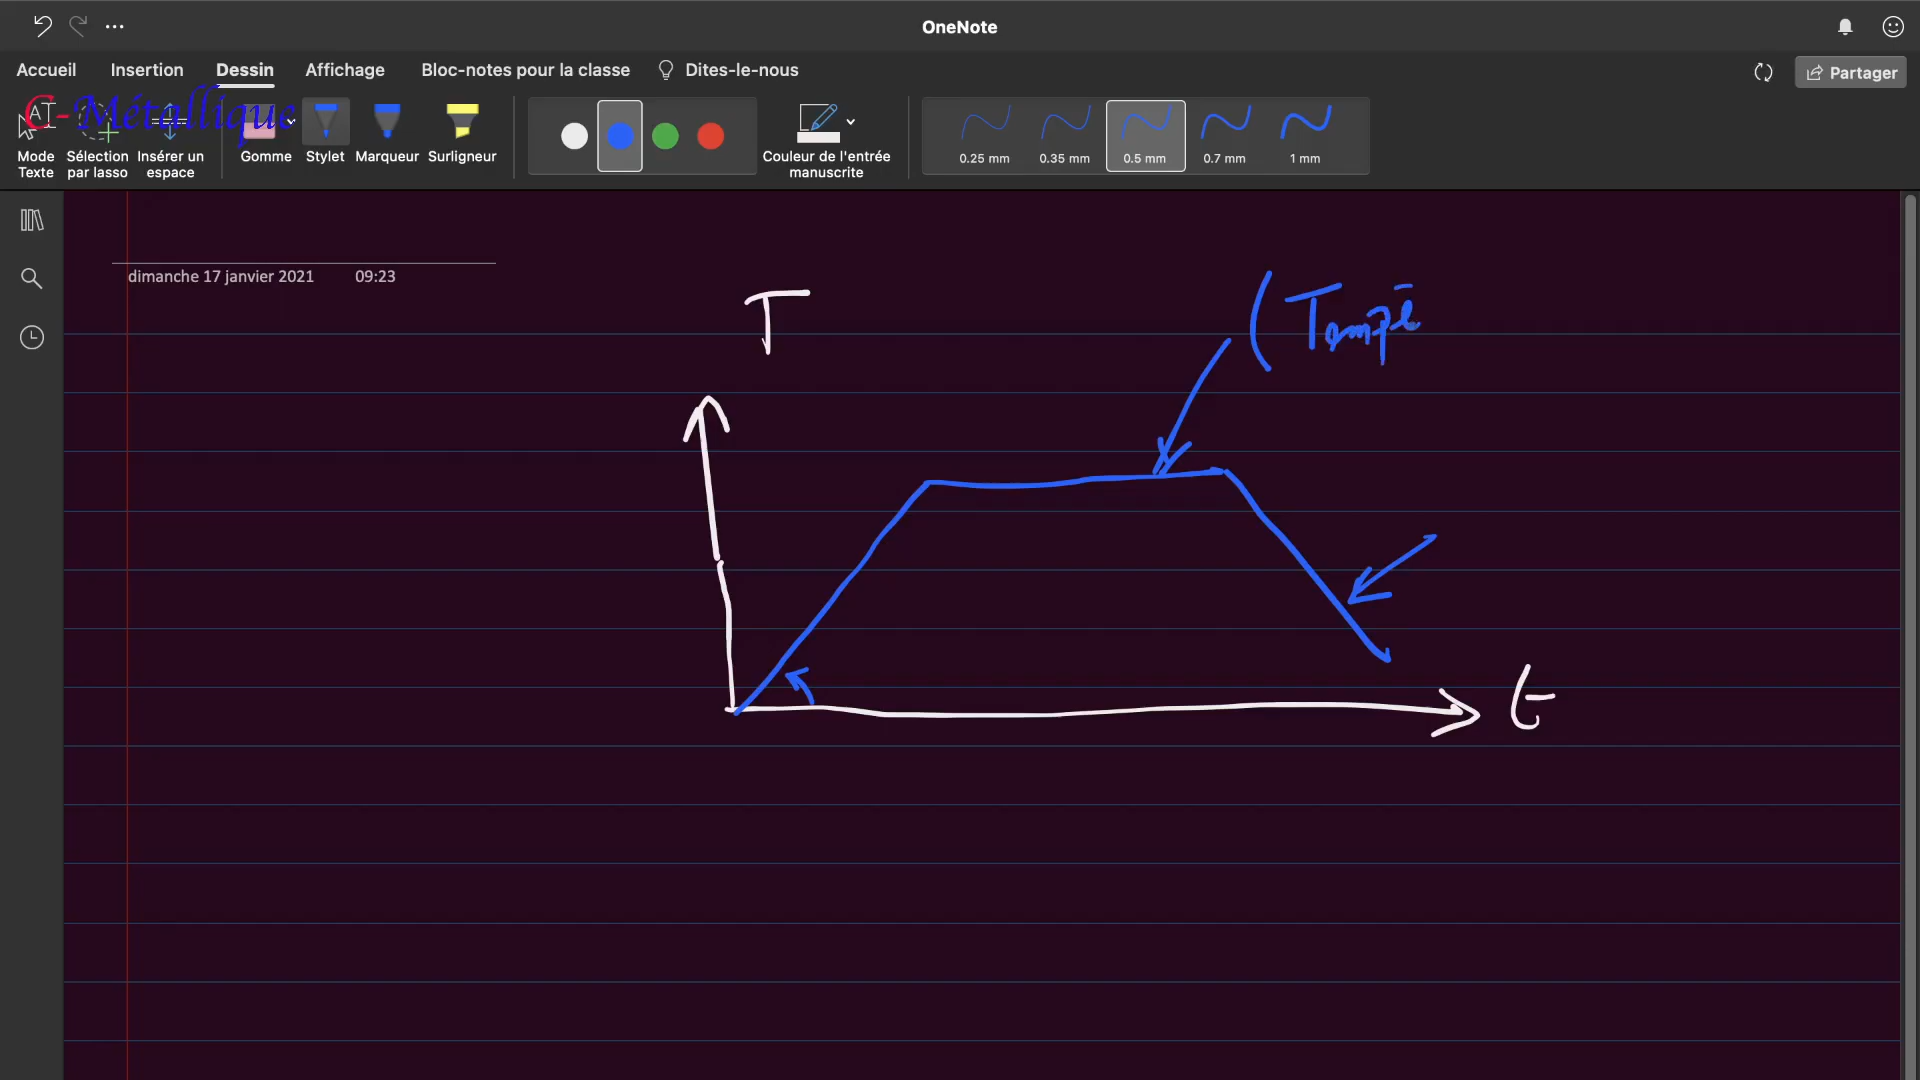 OneNote
Accueil Insertion Dessin Affichage Bloc-notes pour la classe Dites-le-nous Partager
C- Métallique
Mode Texte
Sélection par lasso
Insérer un espace
Gomme
Stylet
Marqueur
Surligneur
Couleur de l'entrée manuscrite
0.25 mm
0.35 mm
0.5 mm
0.7 mm
1 mm
dimanche 17 janvier 2021 09:23
T
(Tempé
t